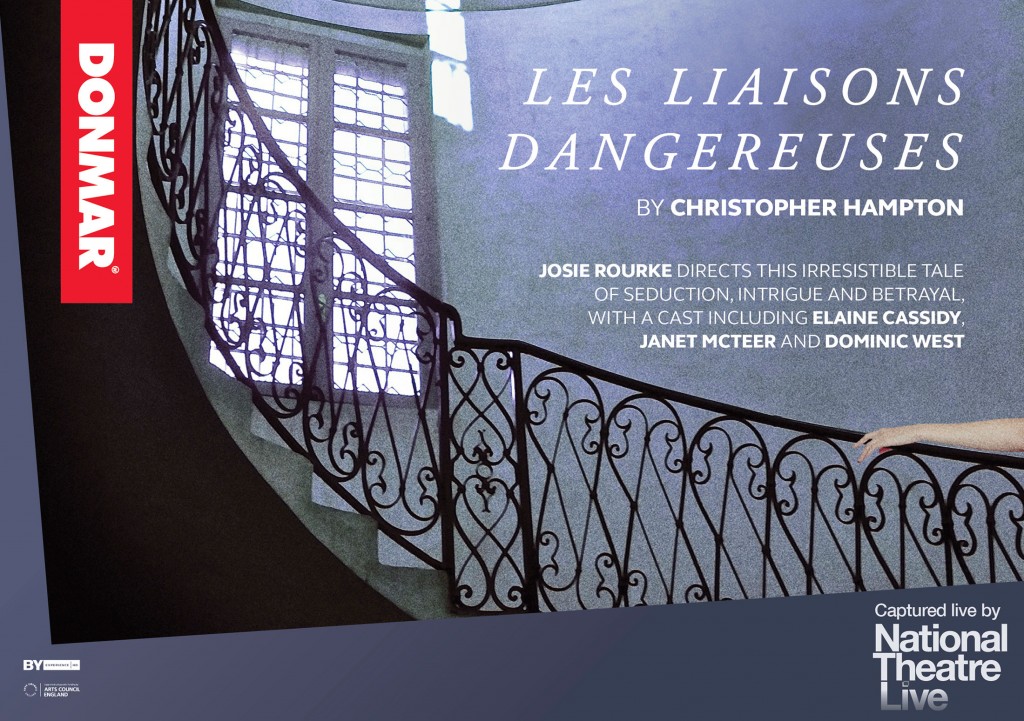 DONMAR®
LES LIAISONS
DANGEREUSES
BY CHRISTOPHER HAMPTON
JOSIE ROURKE DIRECTS THIS IRRESISTIBLE TALE
OF SEDUCTION, INTRIGUE AND BETRAYAL,
WITH A CAST INCLUDING ELAINE CASSIDY,
JANET MCTEER AND DOMINIC WEST
Captured live by
National
Theatre
Live
BY EXPERIENCE
ARTS COUNCIL
ENGLAND